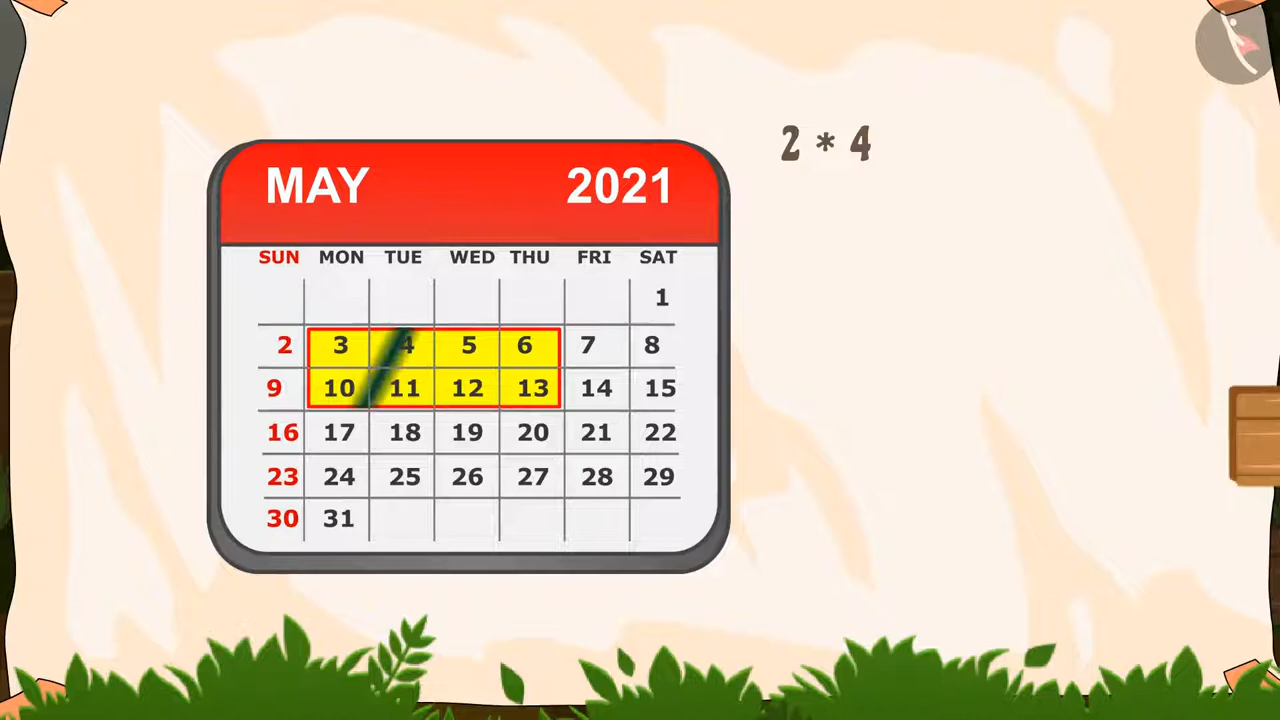 2 * 4
MAY 2021
SUN MON TUE WED THU FRI SAT
1
2 3 4 5 6 7 8
9 10 11 12 13 14 15
16 17 18 19 20 21 22
23 24 25 26 27 28 29
30 31